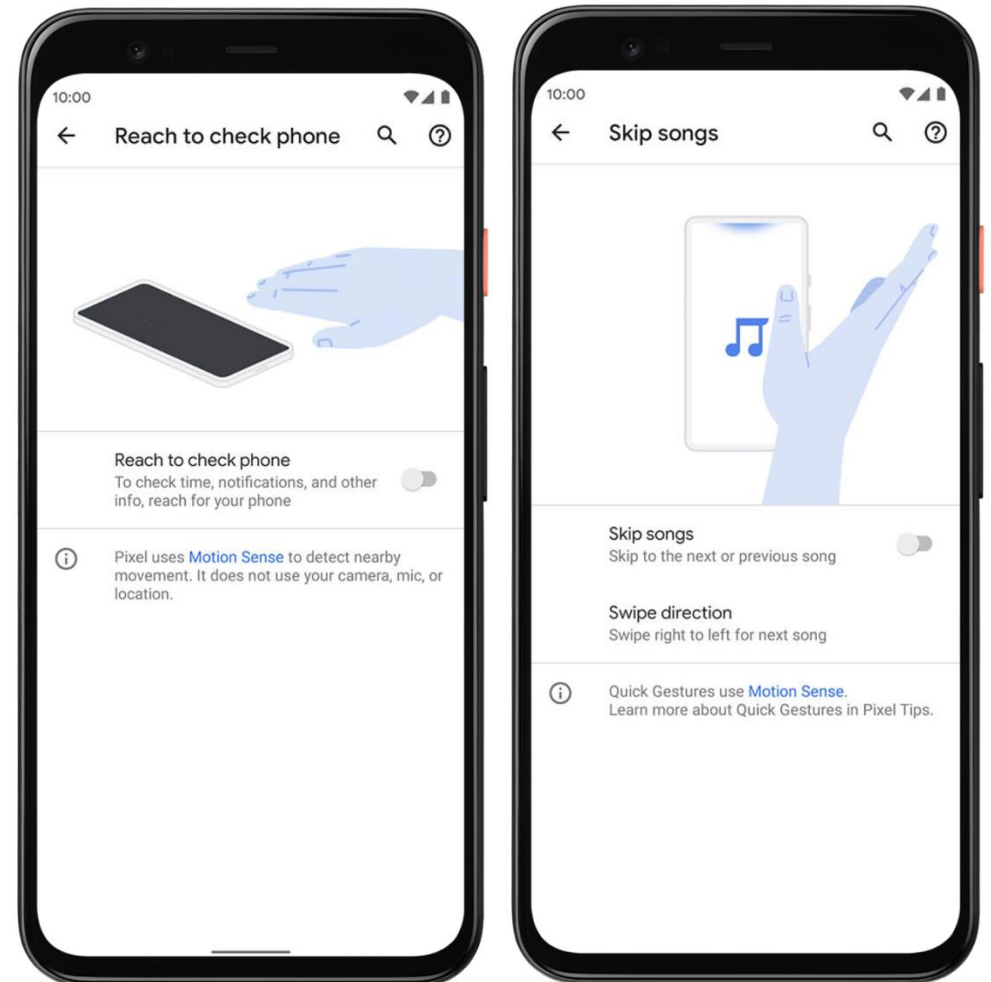 10:00
Reach to check phone
Reach to check phone
To check time, notifications, and other
info, reach for your phone
Pixel uses Motion Sense to detect nearby
movement. It does not use your camera, mic, or
location.
10:00
Skip songs
Skip songs
Skip to the next or previous song
Swipe direction
Swipe right to left for next song
Quick Gestures use Motion Sense.
Learn more about Quick Gestures in Pixel Tips.